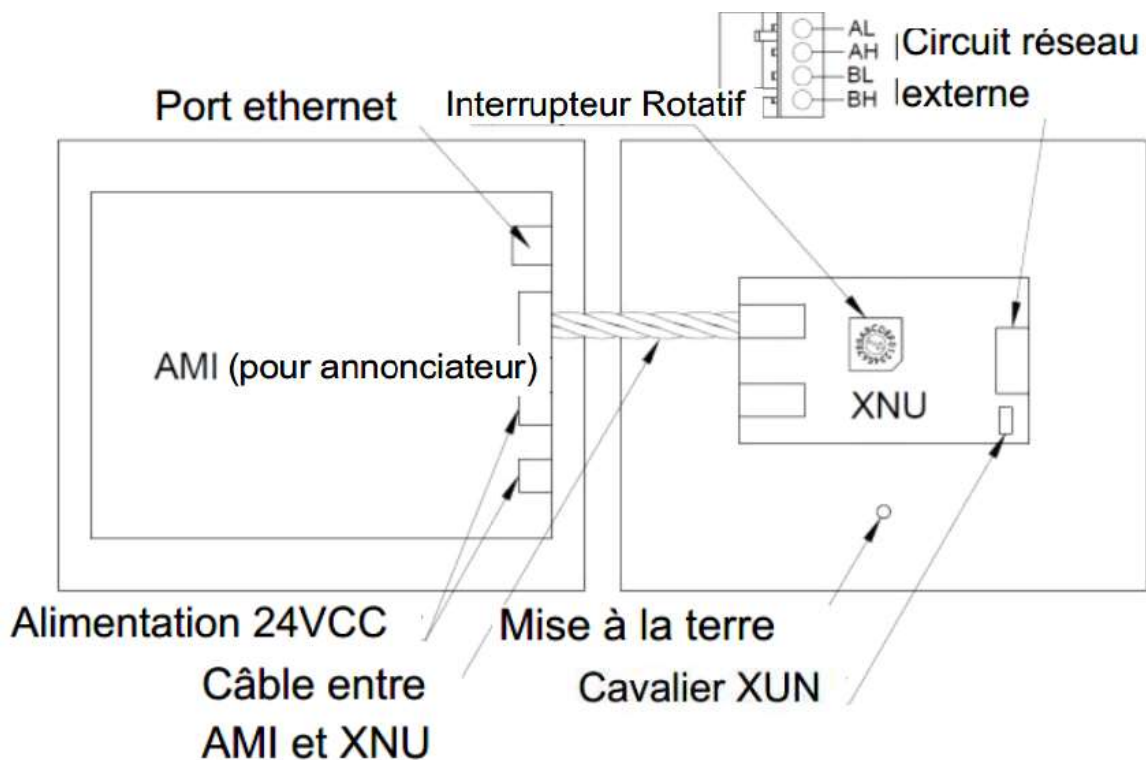 AL
AH
BL
BH
Circuit réseau
externe
Port ethernet
Interrupteur Rotatif
AMI (pour annonciateur)
XNU
Alimentation 24VCC
Mise à la terre
Câble entre
AMI et XNU
Cavalier XUN